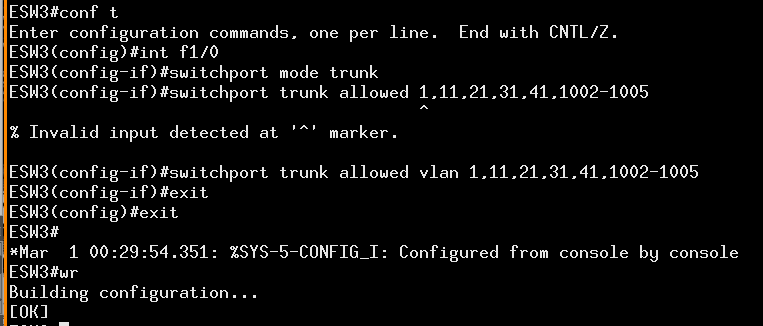 ESW3#conf t
Enter configuration commands, one per line.  End with CNTL/Z.
ESW3(config)#int f1/0
ESW3(config-if)#switchport mode trunk
ESW3(config-if)#switchport trunk allowed 1,11,21,31,41,1002-1005
^
% Invalid input detected at '^' marker.
ESW3(config-if)#switchport trunk allowed vlan 1,11,21,31,41,1002-1005
ESW3(config-if)#exit
ESW3(config)#exit
ESW3#
*Mar  1 00:29:54.351: %SYS-5-CONFIG_I: Configured from console by console
ESW3#wr
Building configuration...
[OK]